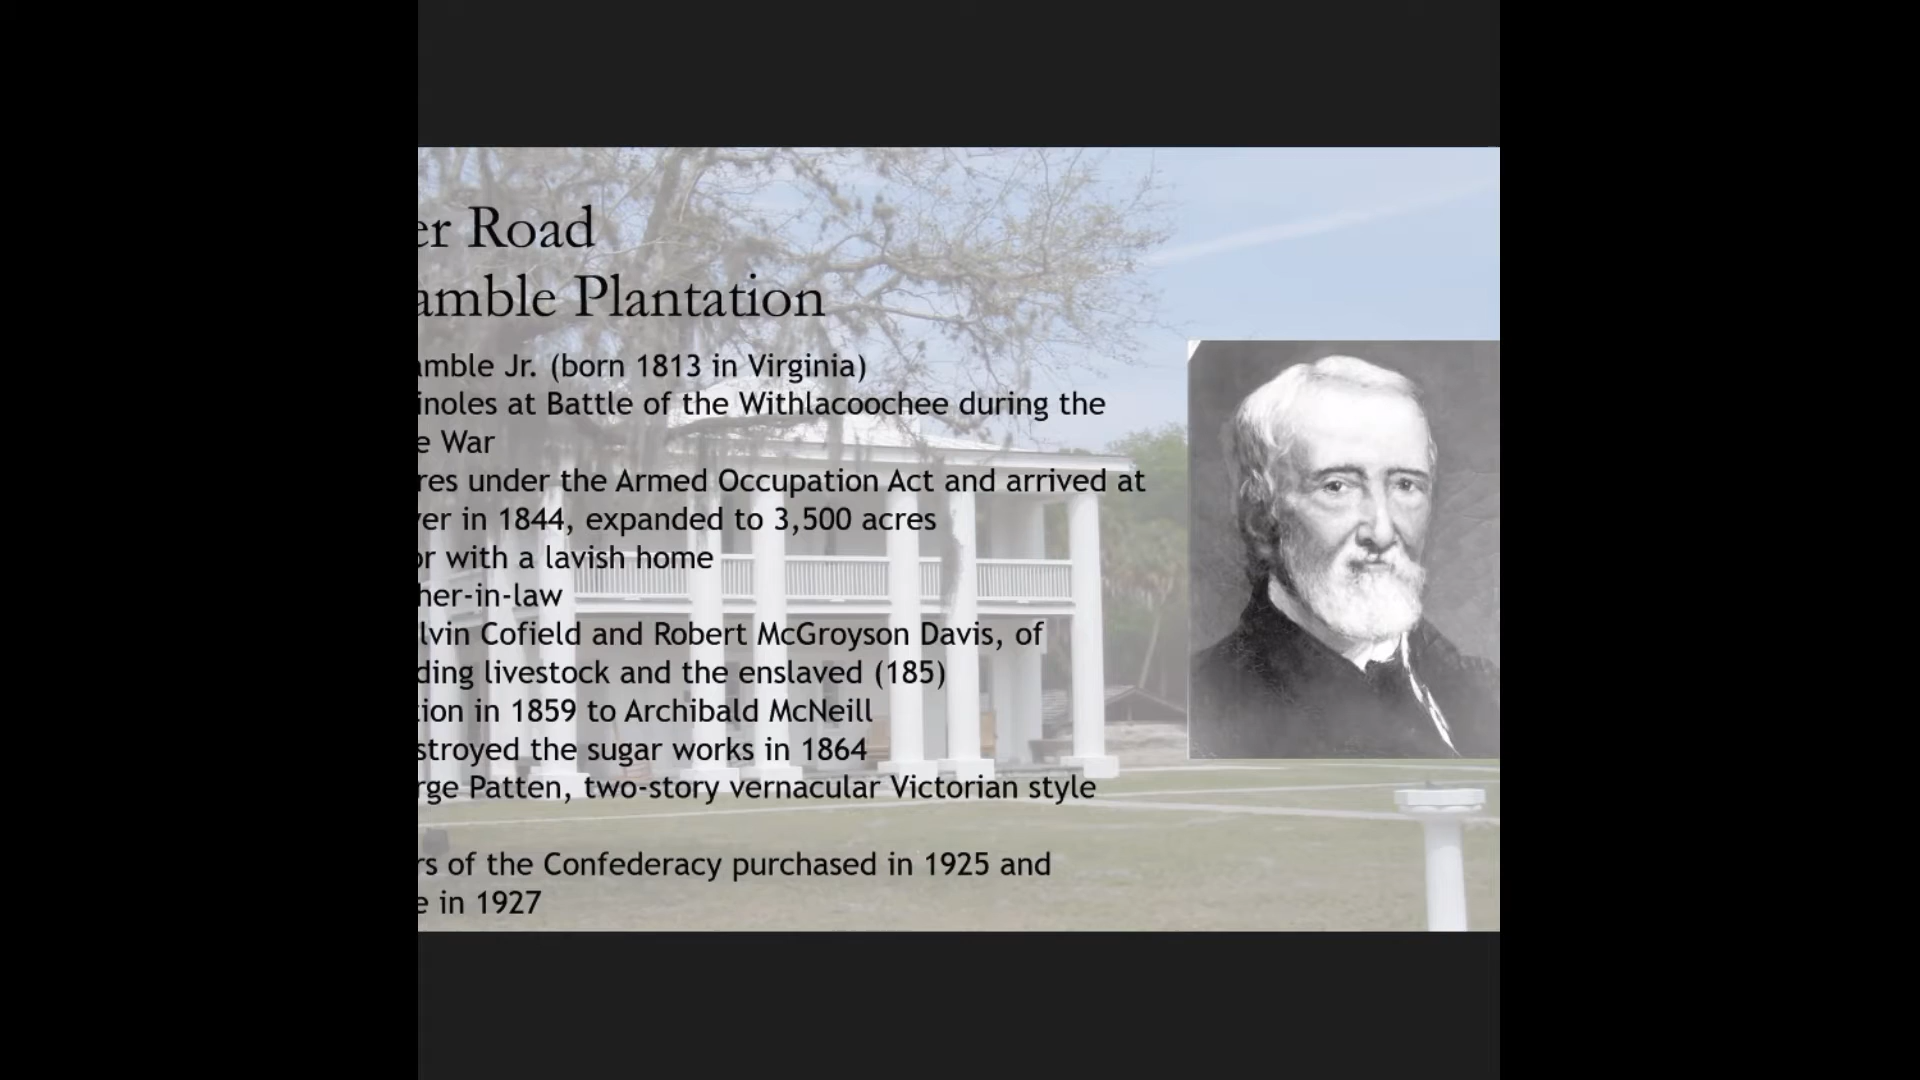 er Road
amble Plantation
amble Jr. (born 1813 in Virginia)
inoles at Battle of the Withlacoochee during the
e War
res under the Armed Occupation Act and arrived at
ver in 1844, expanded to 3,500 acres
or with a lavish home
her-in-law
lvin Cofield and Robert McGroyson Davis, of
ding livestock and the enslaved (185)
tion in 1859 to Archibald McNeill
stroyed the sugar works in 1864
rge Patten, two-story vernacular Victorian style
rs of the Confederacy purchased in 1925 and
e in 1927